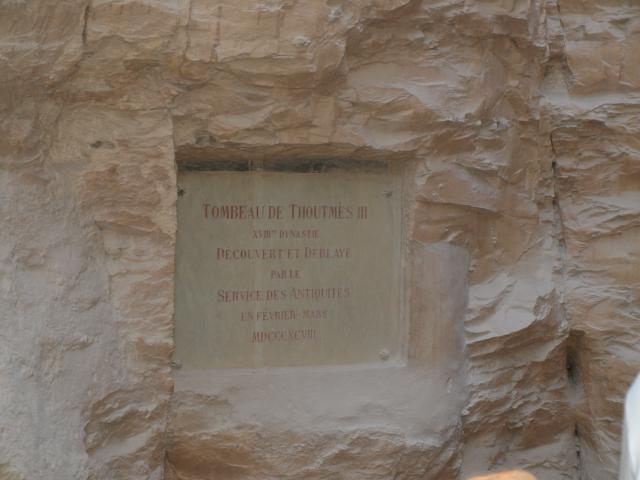 TOMBEAU DE THOUTMÈS III
XVIIIme DYNASTIE
DÉCOUVERT ET DÉBLAYÉ
PAR LE
SERVICE DES ANTIQUITÉS
EN FÉVRIER-MARS
MDCCCXCVIII